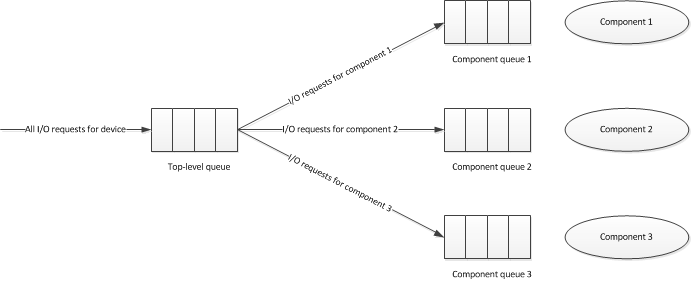 Component 1
Component queue 1
I/O requests for component 1
All I/O requests for device
Top-level queue
I/O requests for component 2
Component 2
Component queue 2
I/O requests for component 3
Component 3
Component queue 3